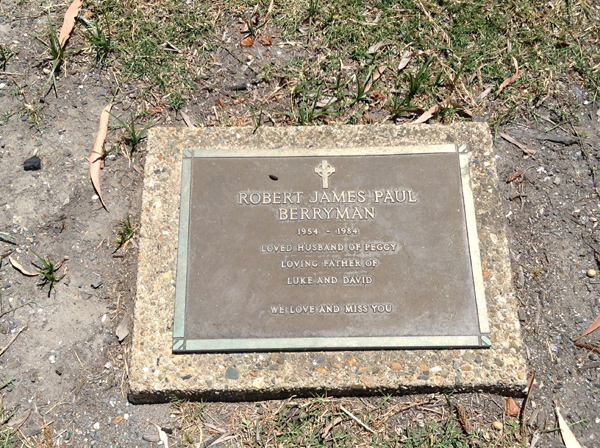 ROBERT JAMES PAUL
BERRYMAN
1954 - 1984
LOVED HUSBAND OF PEGGY
LOVING FATHER OF
LUKE AND DAVID
WE LOVE AND MISS YOU